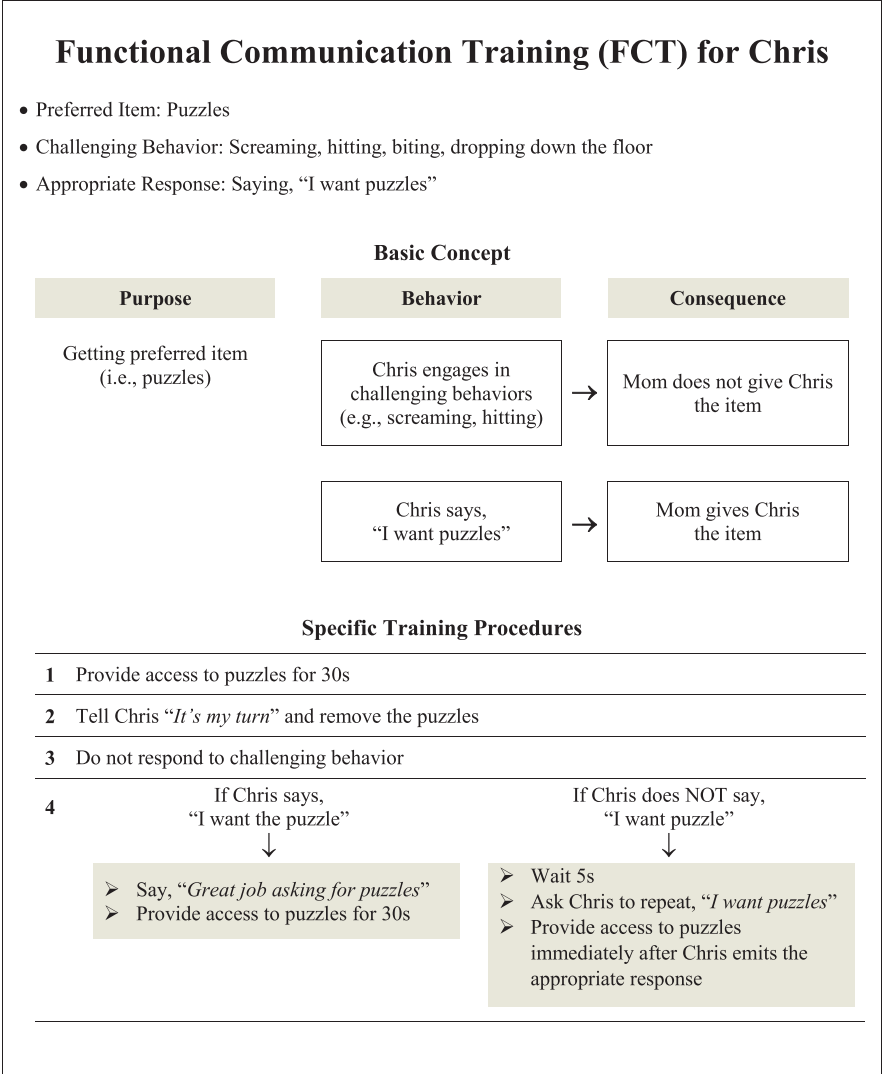 Functional Communication Training (FCT) for Chris
• Preferred Item: Puzzles
• Challenging Behavior: Screaming, hitting, biting, dropping down the floor
• Appropriate Response: Saying, “I want puzzles”
Basic Concept
Purpose
Behavior
Consequence
Getting preferred item
(i.e., puzzles)
Chris engages in
challenging behaviors
(e.g., screaming, hitting)
→
Mom does not give Chris
the item
Chris says,
“I want puzzles”
→
Mom gives Chris
the item
Specific Training Procedures
1 Provide access to puzzles for 30s
2 Tell Chris “It’s my turn” and remove the puzzles
3 Do not respond to challenging behavior
4
If Chris says,
“I want the puzzle”
↓
➢ Say, “Great job asking for puzzles”
➢ Provide access to puzzles for 30s
If Chris does NOT say,
“I want puzzle”
↓
➢ Wait 5s
➢ Ask Chris to repeat, “I want puzzles”
➢ Provide access to puzzles
immediately after Chris emits the
appropriate response